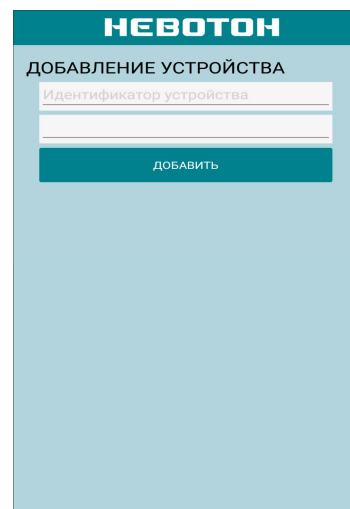 НЕВОТОН
ДОБАВЛЕНИЕ УСТРОЙСТВА
Идентификатор устройства
ДОБАВИТЬ